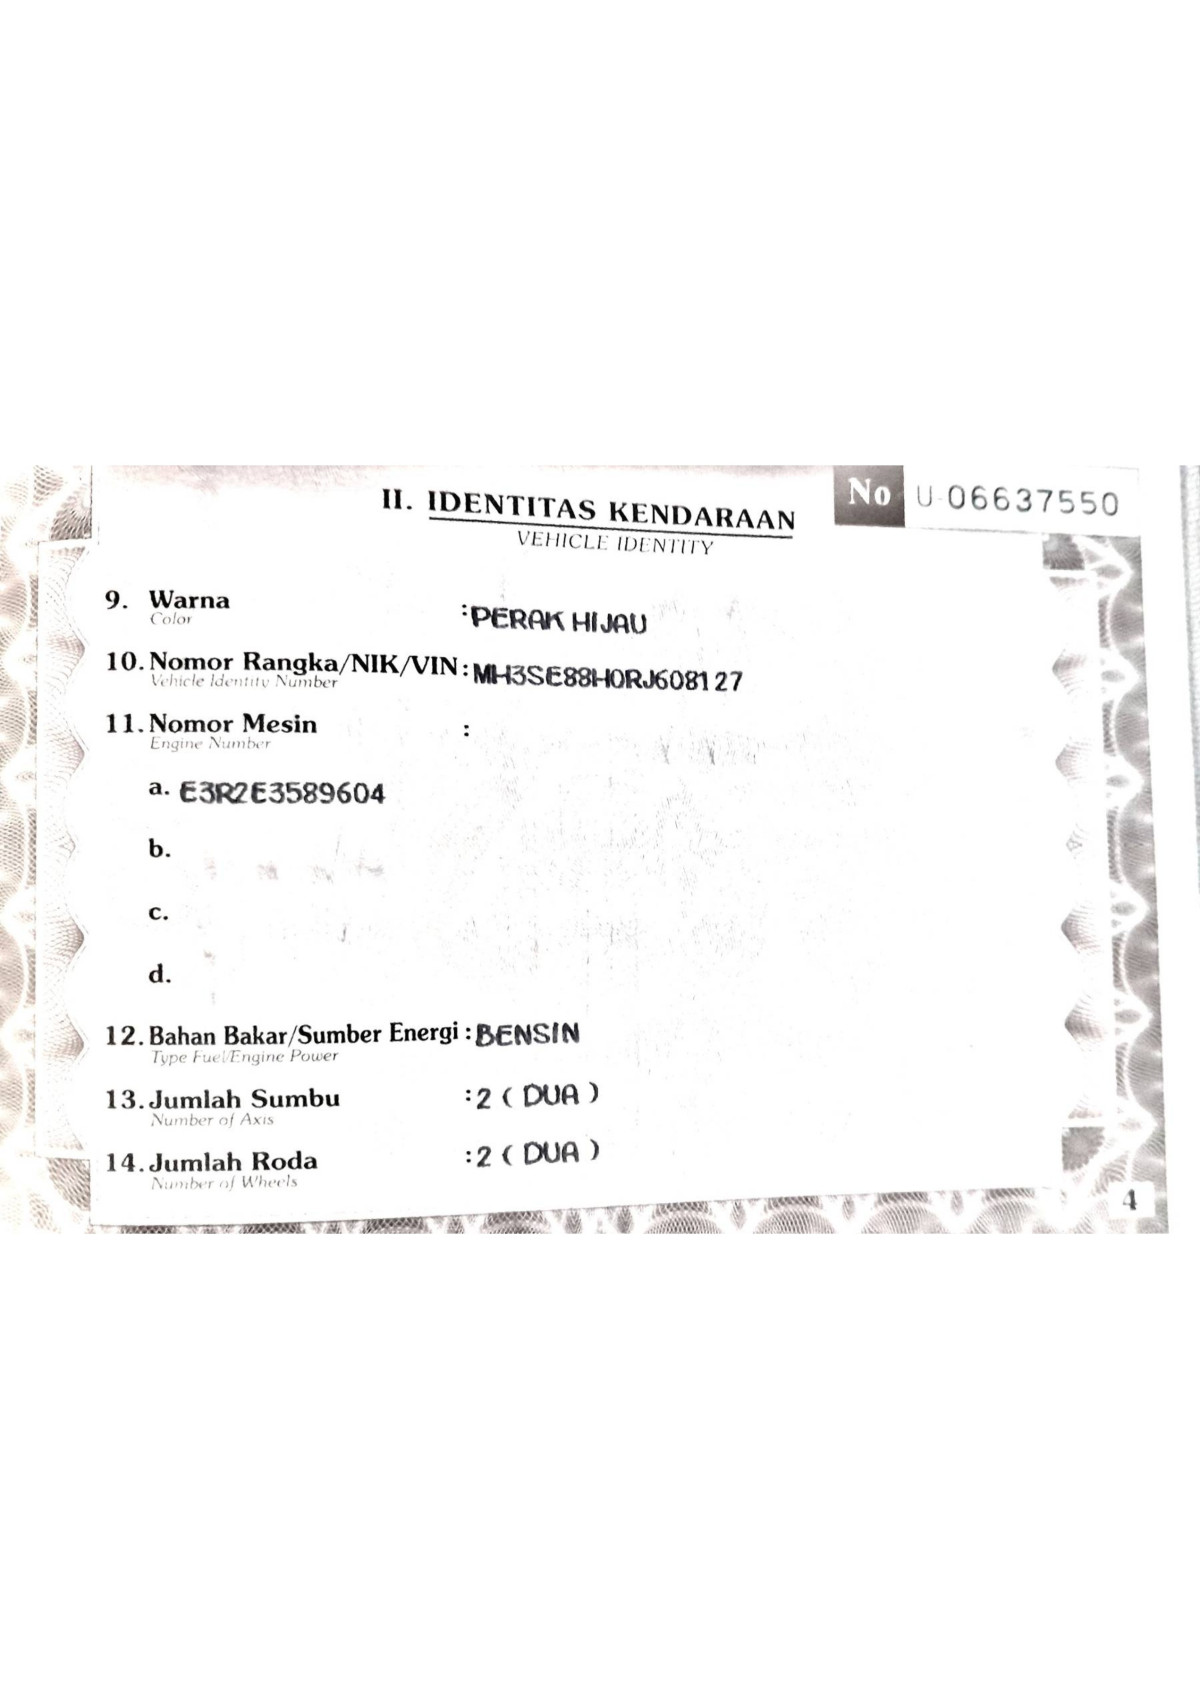 II. IDENTITAS KENDARAAN
VEHICLE IDENTITY
No U-06637550
9. Warna : PERAK HIJAU
Color
10. Nomor Rangka/NIK/VIN : MH3SE88H0RJ608127
Vehicle Identity Number
11. Nomor Mesin :
Engine Number
a. E3R2E3589604
b.
c.
d.
12. Bahan Bakar/Sumber Energi : BENSIN
Type Fuel/Engine Power
13. Jumlah Sumbu : 2 ( DUA )
Number of Axis
14. Jumlah Roda : 2 ( DUA )
Number of Wheels
4